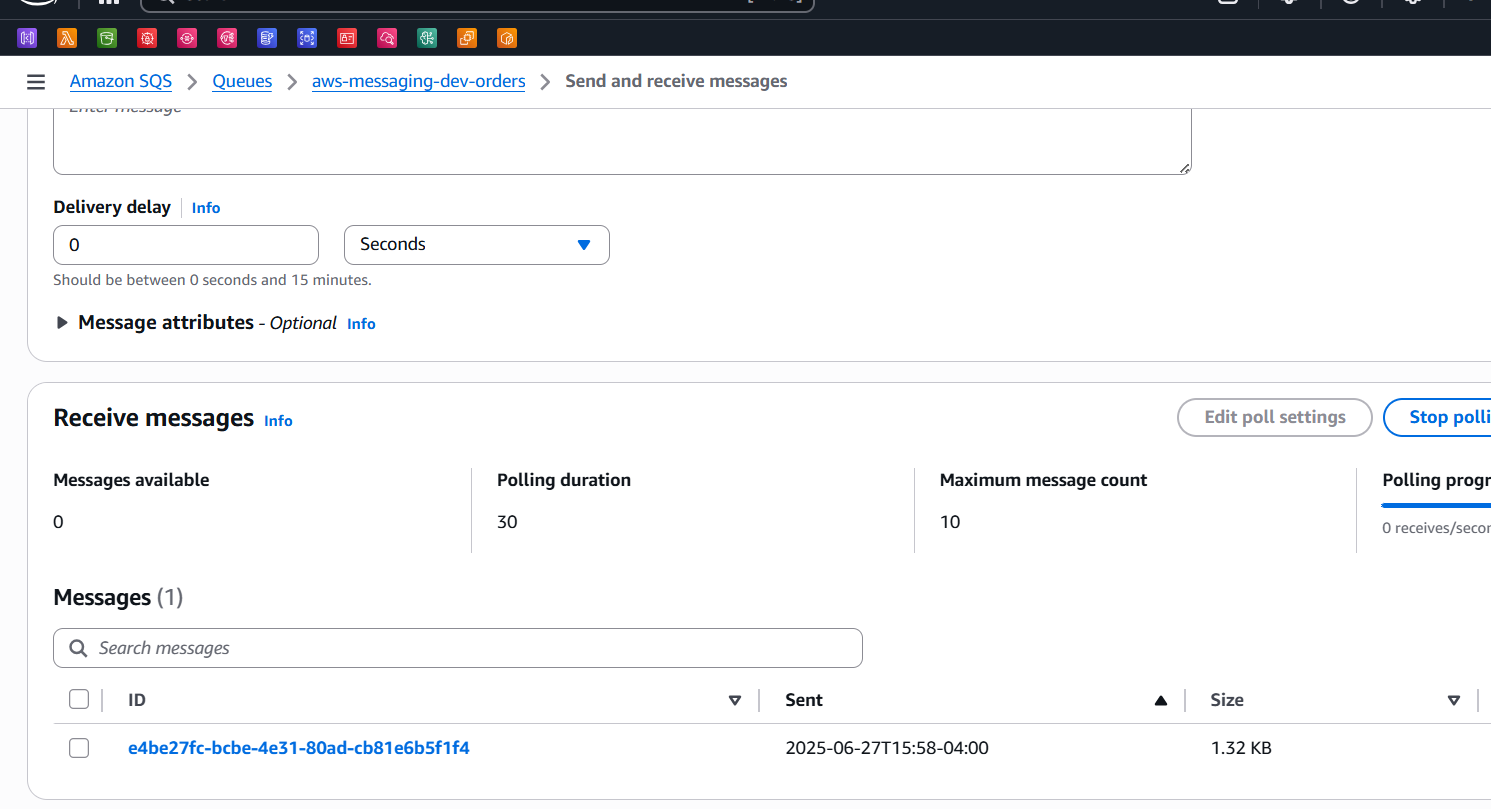 Amazon SQS > Queues > aws-messaging-dev-orders > Send and receive messages
Enter message
Delivery delay Info
0 Seconds
Should be between 0 seconds and 15 minutes.
Message attributes - Optional Info
Receive messages Info Edit poll settings Stop polli
Messages available Polling duration Maximum message count Polling progr
0 30 10 0 receives/secon
Messages (1)
Search messages
ID Sent Size
e4be27fc-bcbe-4e31-80ad-cb81e6b5f1f4 2025-06-27T15:58-04:00 1.32 KB